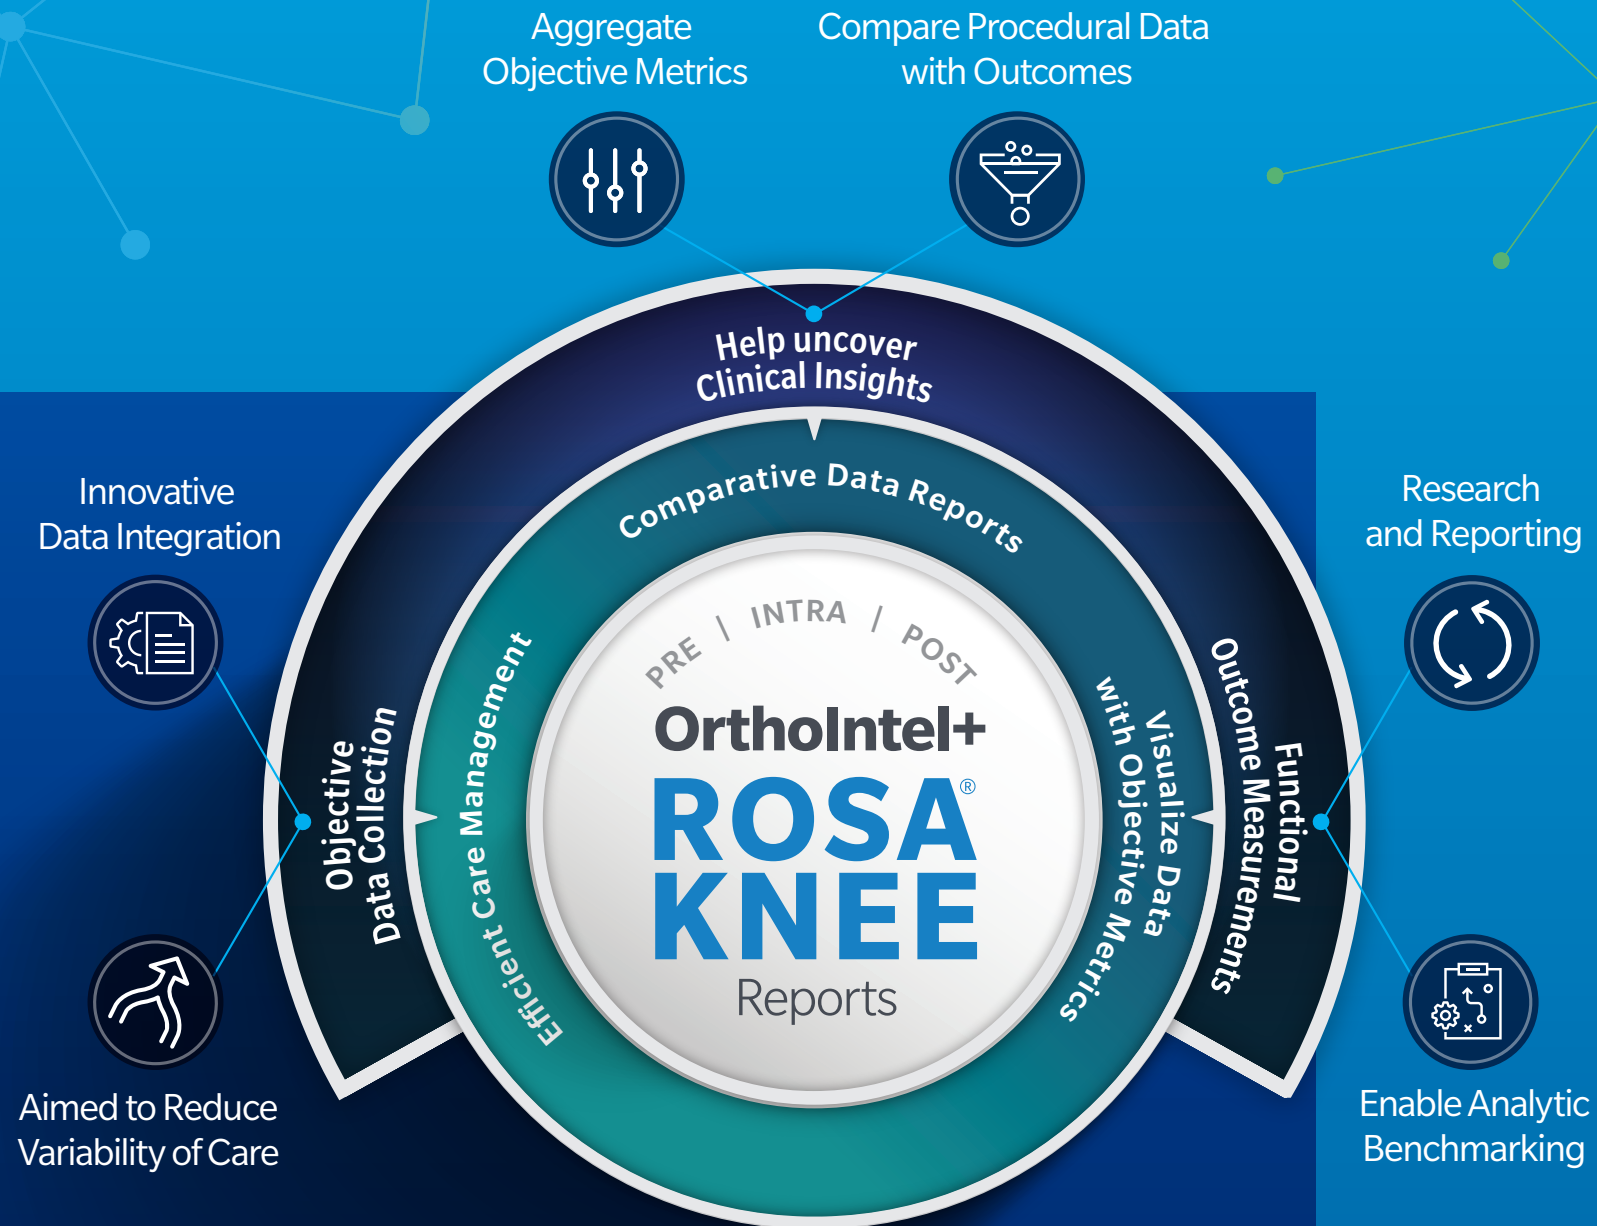 Aggregate
Objective Metrics
Compare Procedural Data
with Outcomes
Help uncover
Clinical Insights
Comparative Data Reports
Innovative
Data Integration
Research
and Reporting
Objective
Data Collection
Efficient Care Management
PRE | INTRA | POST
OrthoIntel+
ROSA®
KNEE
Reports
Visualize Data
with Objective Metrics
Functional
Outcome Measurements
Aimed to Reduce
Variability of Care
Enable Analytic
Benchmarking